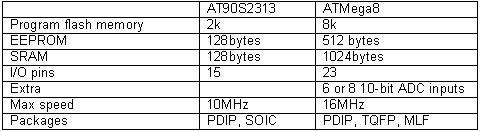 AT90S2313 ATMega8
Program flash memory 2k 8k
EEPROM 128bytes 512 bytes
SRAM 128bytes 1024bytes
I/O pins 15 23
Extra 6 or 8 10-bit ADC inputs
Max speed 10MHz 16MHz
Packages PDIP, SOIC PDIP, TQFP, MLF